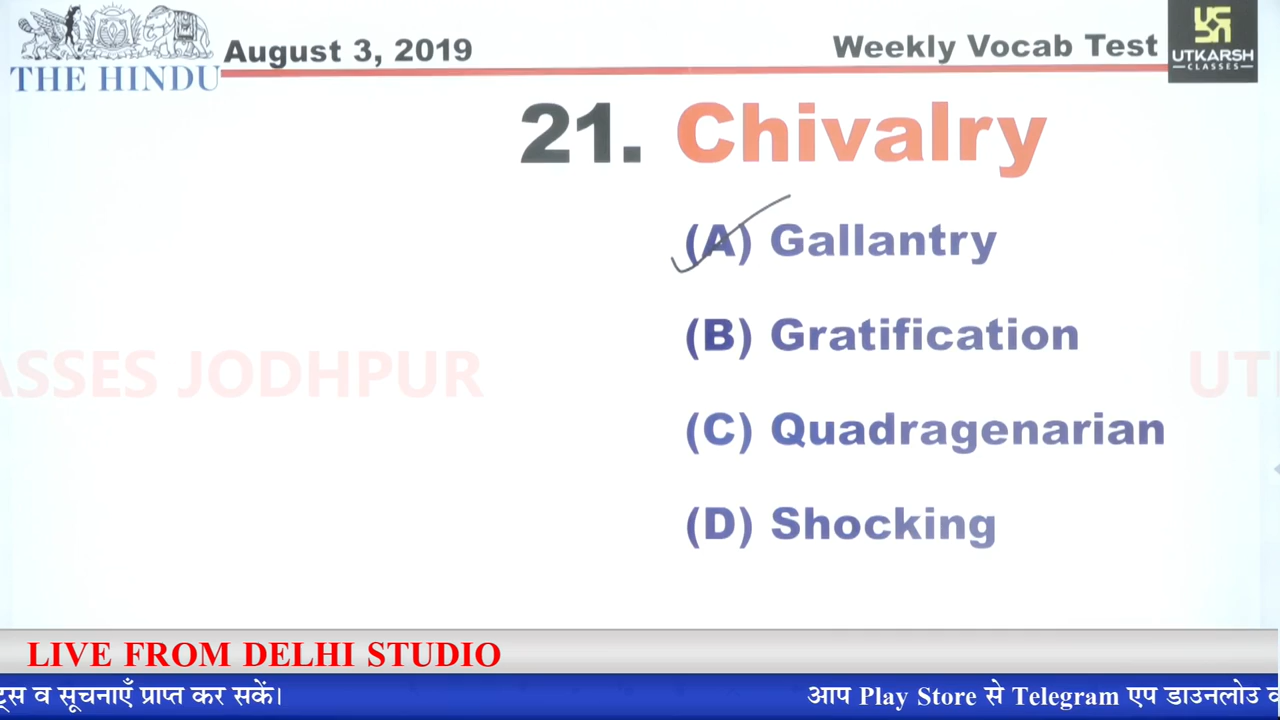 August 3, 2019
Weekly Vocab Test
THE HINDU
UTKARSH
CLASSES
21. Chivalry
(A) Gallantry
(B) Gratification
ASSES JODHPUR
UT
(C) Quadragenarian
(D) Shocking
LIVE FROM DELHI STUDIO
व सूचनाएँ प्राप्त कर सकें।
आप Play Store से Telegram एप डाउनलोउ